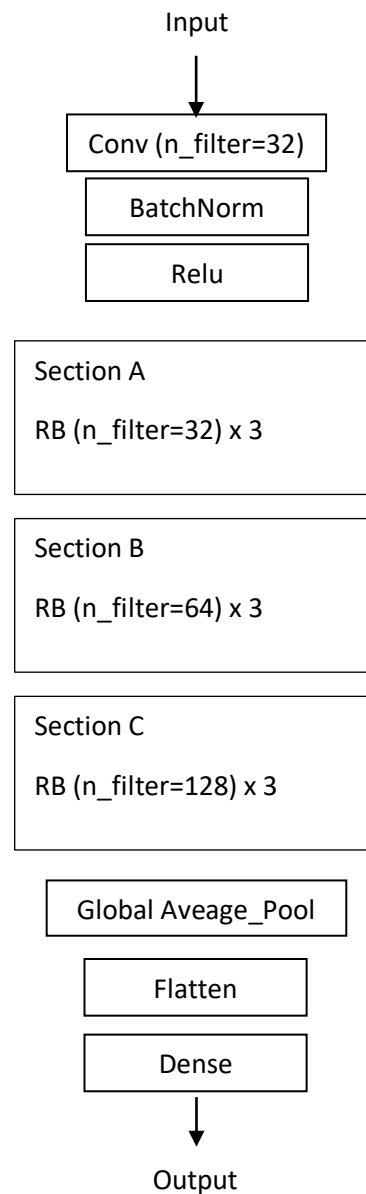 Input
Conv (n_filter=32)
BatchNorm
Relu
Section A
RB (n_filter=32) x 3
Section B
RB (n_filter=64) x 3
Section C
RB (n_filter=128) x 3
Global Aveage_Pool
Flatten
Dense
Output